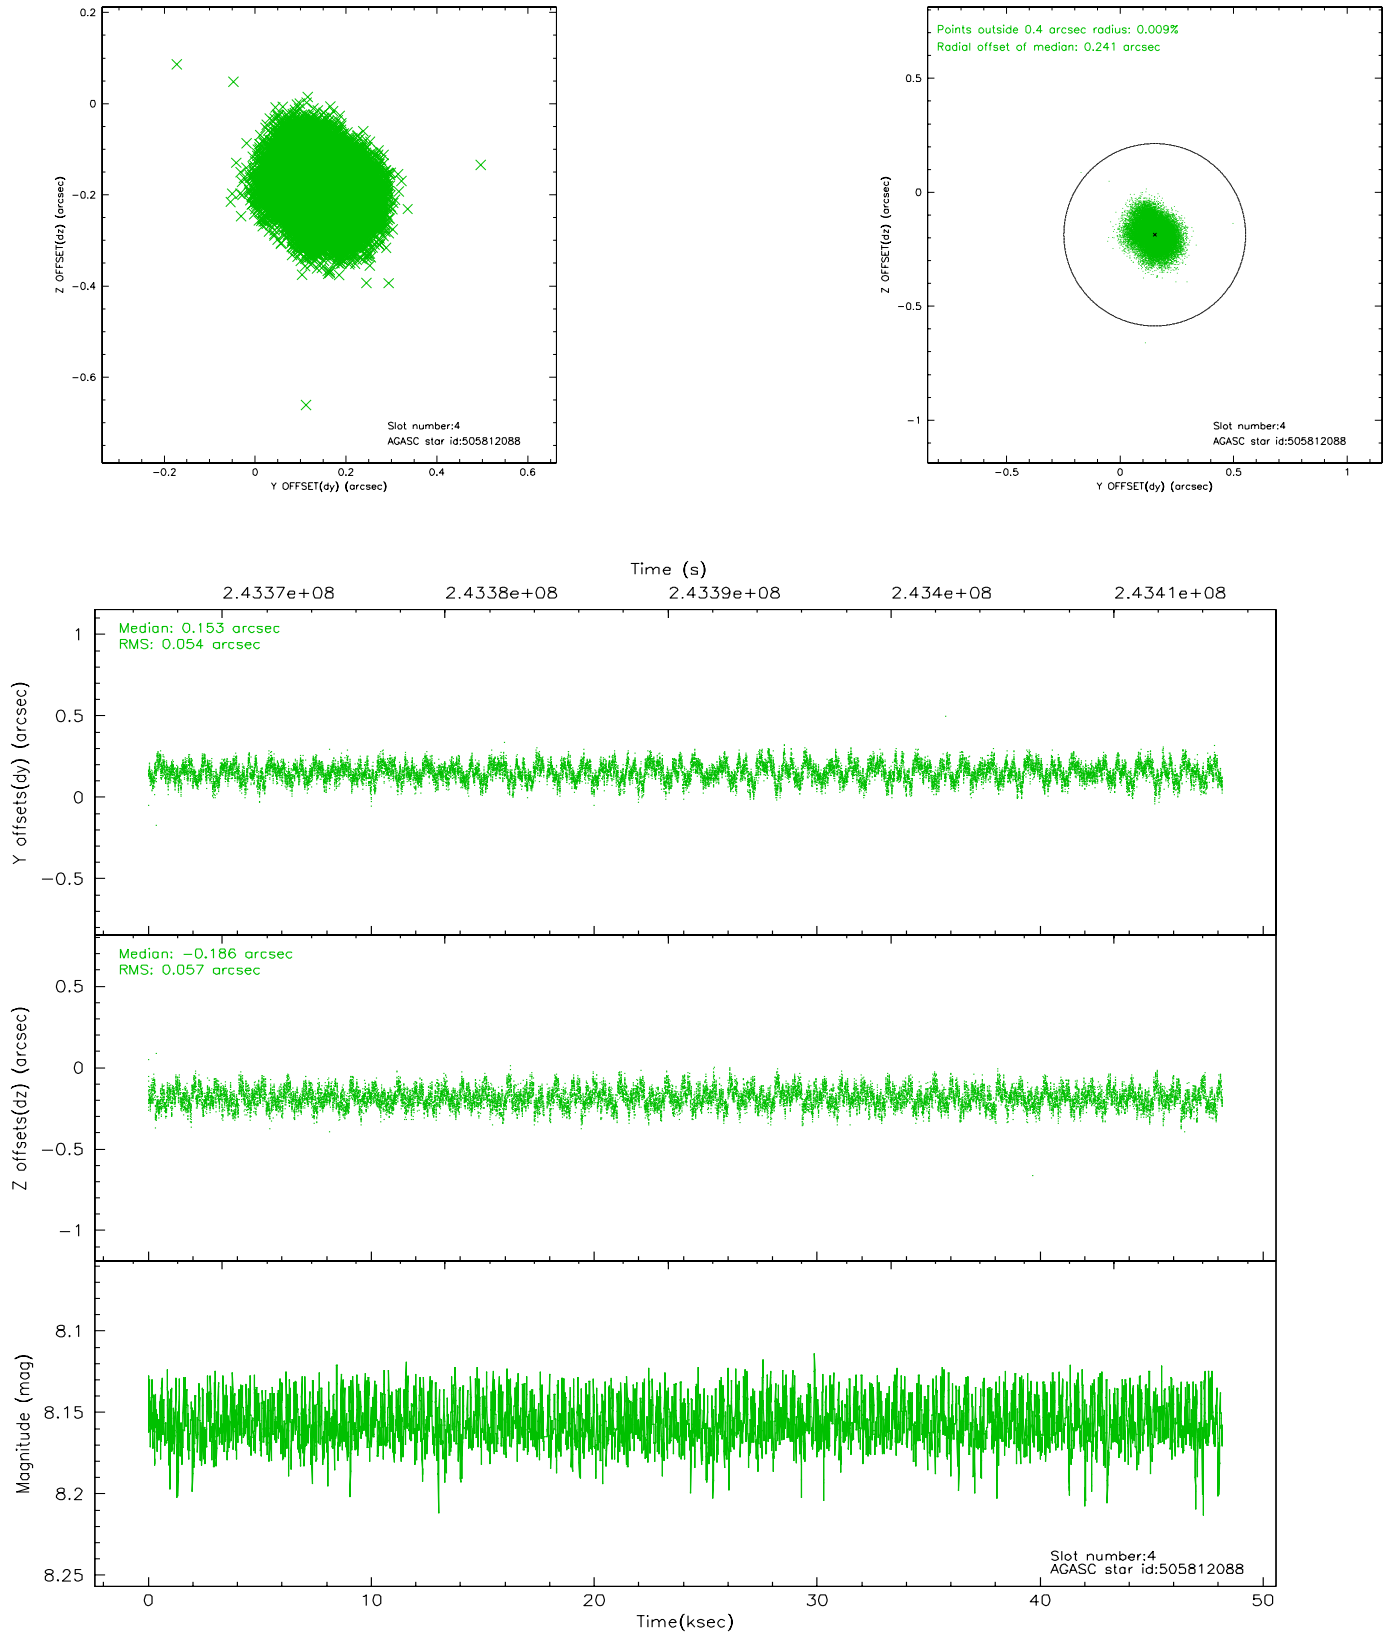 0.2
0
−0.2
−0.4
−0.6
Z OFFSET(dz) (arcsec)
Slot number:4
AGASC star id:505812088
−0.2 0 0.2 0.4 0.6
Y OFFSET(dy) (arcsec)
Points outside 0.4 arcsec radius: 0.009%
Radial offset of median: 0.241 arcsec
0.5
0
−0.5
−1
Z OFFSET(dz) (arcsec)
Slot number:4
AGASC star id:505812088
−0.5 0 0.5 1
Y OFFSET(dy) (arcsec)
Time (s)
2.4337e+08 2.4338e+08 2.4339e+08 2.434e+08 2.4341e+08
Median: 0.153 arcsec
RMS: 0.054 arcsec
1
0.5
0
−0.5
Y offsets(dy) (arcsec)
Median: −0.186 arcsec
RMS: 0.057 arcsec
0.5
0
−0.5
−1
Z offsets(dz) (arcsec)
8.1
8.15
8.2
8.25
Magnitude (mag)
Slot number:4
AGASC star id:505812088
0 10 20 30 40 50
Time(ksec)